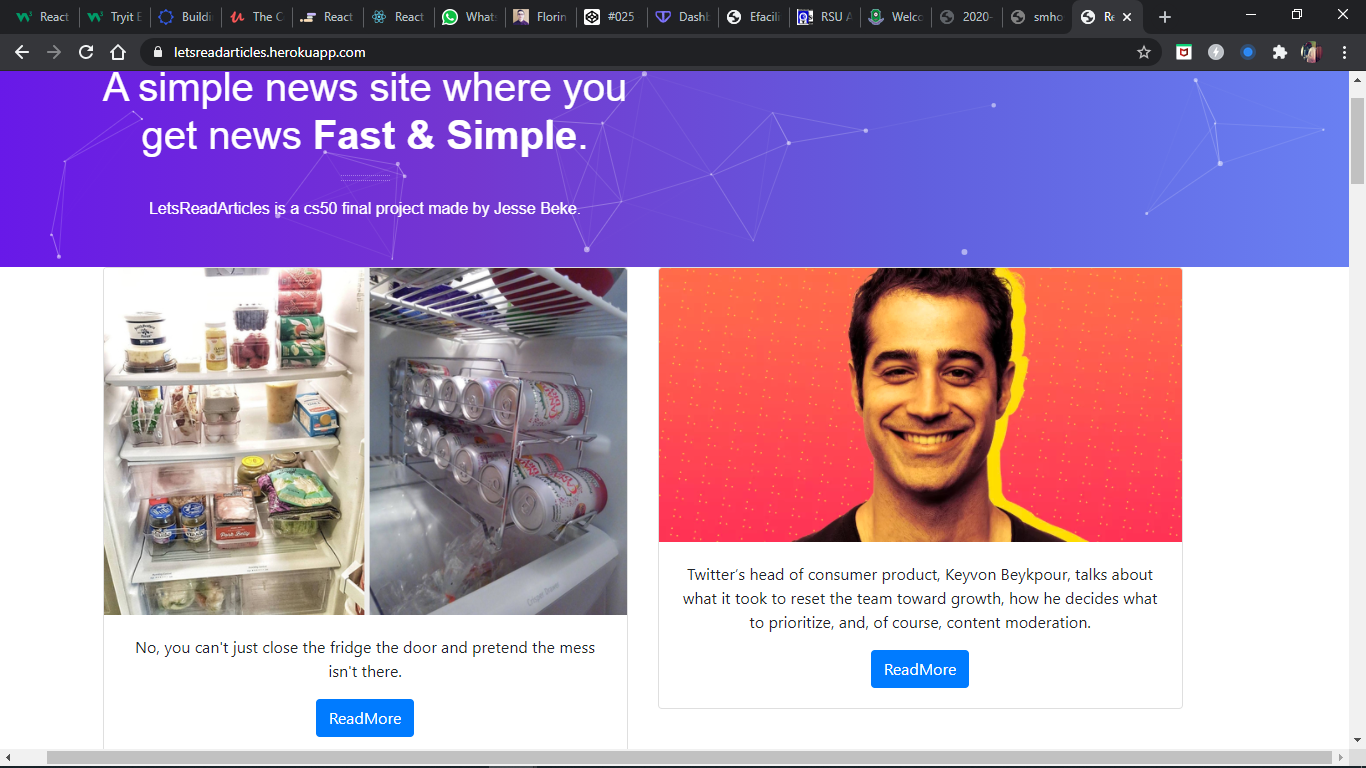 React
Tryit E
Buildi
The C
React
React
Whats
Florin
#025
Dashb
Efacili
RSU A
Welco
2020-
smho
Re
letsreadarticles.herokuapp.com
A simple news site where you
get news Fast & Simple.
LetsReadArticles is a cs50 final project made by Jesse Beke.
No, you can't just close the fridge the door and pretend the mess
isn't there.
ReadMore
Twitter’s head of consumer product, Keyvon Beykpour, talks about
what it took to reset the team toward growth, how he decides what
to prioritize, and, of course, content moderation.
ReadMore